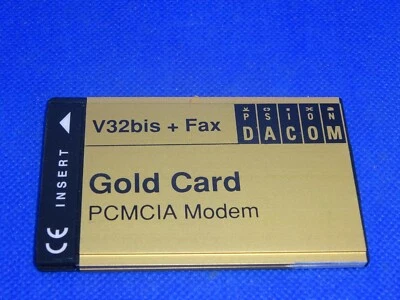 V32bis + Fax
PSION
DACOM
Gold Card
PCMCIA Modem
INSERT
CE